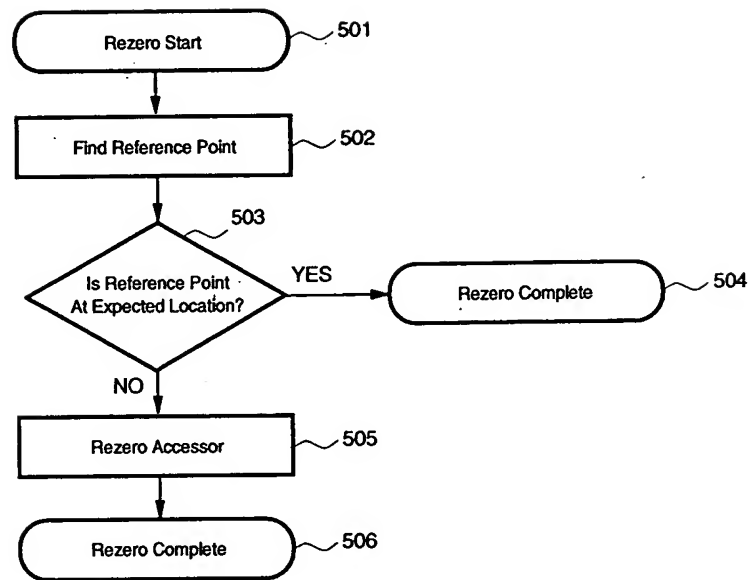 Rezero Start
501
Find Reference Point
502
503
Is Reference Point
At Expected Location?
YES
Rezero Complete
504
NO
Rezero Accessor
505
Rezero Complete
506